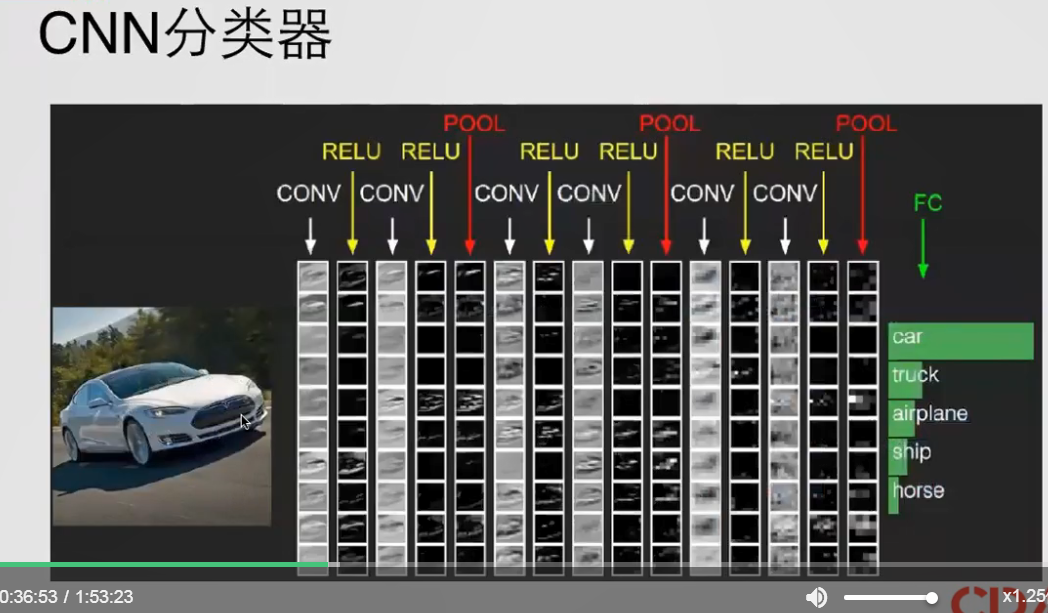 CNN分类器
POOL POOL POOL
RELU RELU RELU RELU RELU RELU
CONV CONV CONV CONV CONV CONV
FC
car
truck
airplane
ship
horse
0:36:53 / 1:53:23